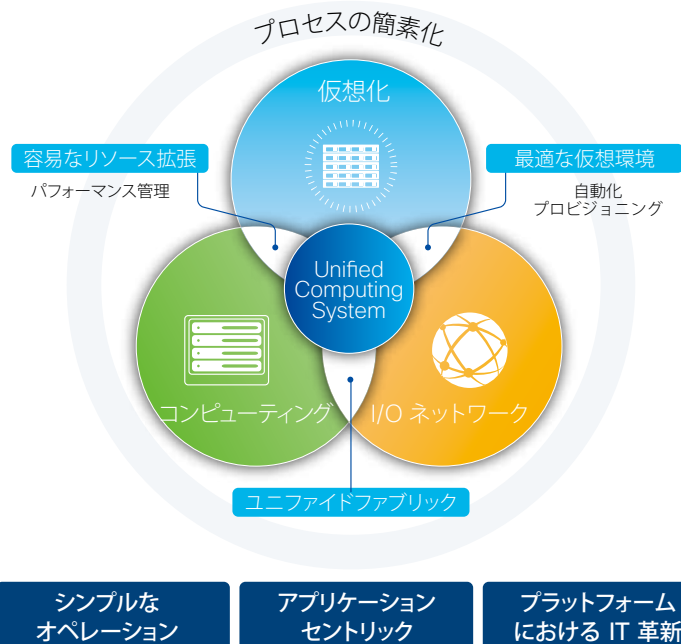 プロセスの簡素化
仮想化
容易なリソース拡張
パフォーマンス管理
最適な仮想環境
自動化
プロビジョニング
Unified
Computing
System
コンピューティング
I/O ネットワーク
ユニファイドファブリック
シンプルな
オペレーション
アプリケーション
セントリック
プラットフォーム
における IT 革新